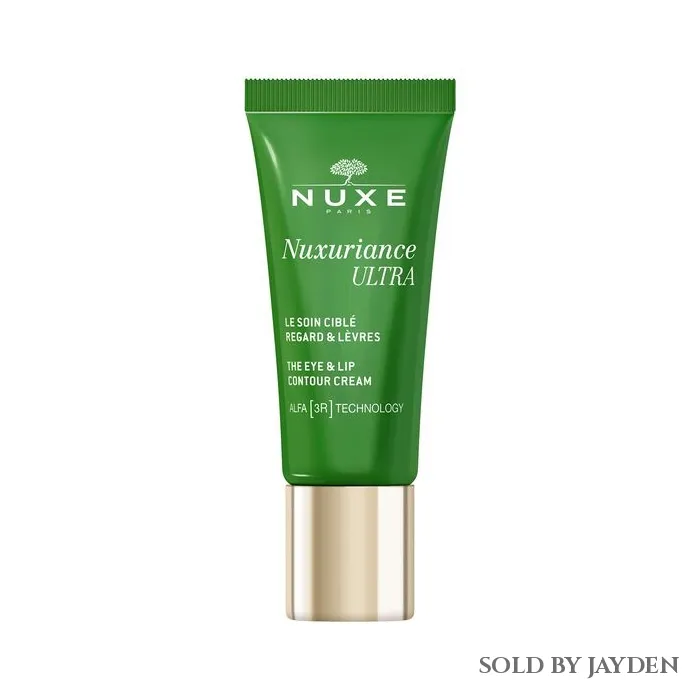 NUXE
PARIS
Nuxuriance
ULTRA
LE SOIN CIBLÉ
REGARD & LÈVRES
THE EYE & LIP
CONTOUR CREAM
ALFA [3R] TECHNOLOGY
SOLD BY JAYDEN